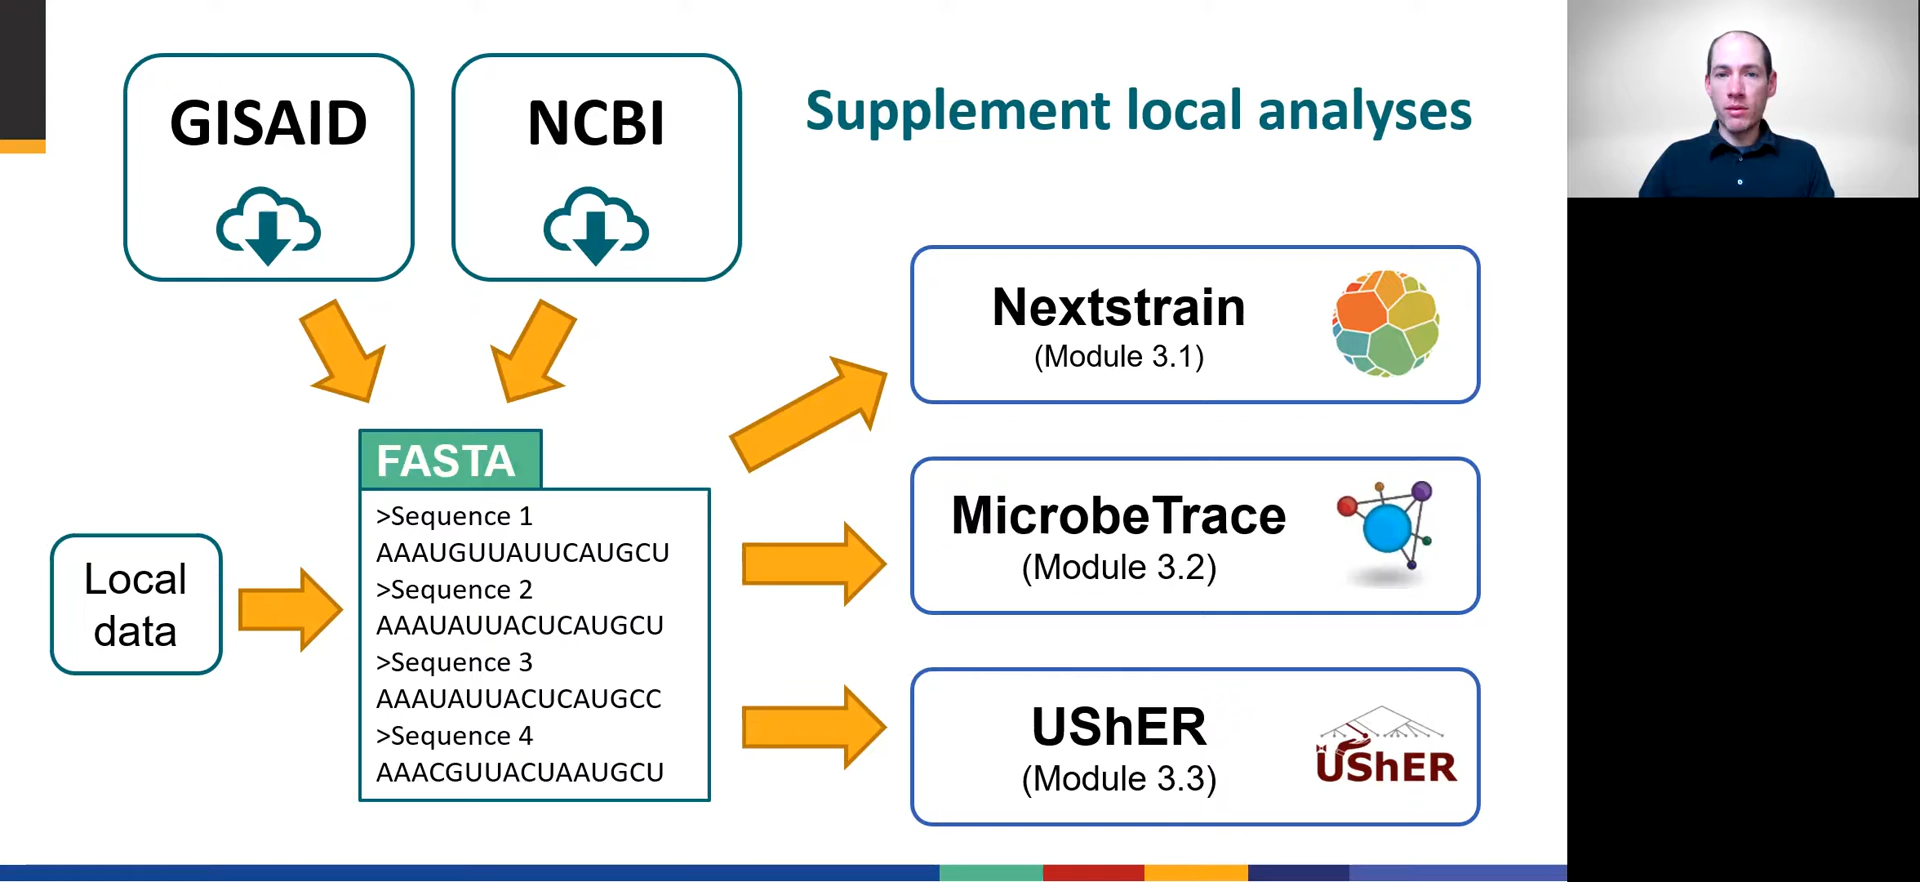 GISAID
NCBI
Supplement local analyses
Nextstrain
(Module 3.1)
FASTA
>Sequence 1
AAAUGUUAUUCAUGCU
>Sequence 2
AAAUAUUACUCAUGCU
>Sequence 3
AAAUAUUACUCAUGCC
>Sequence 4
AAACGUUACUAAUGCU
Local
data
MicrobeTrace
(Module 3.2)
UShER
(Module 3.3)
UShER